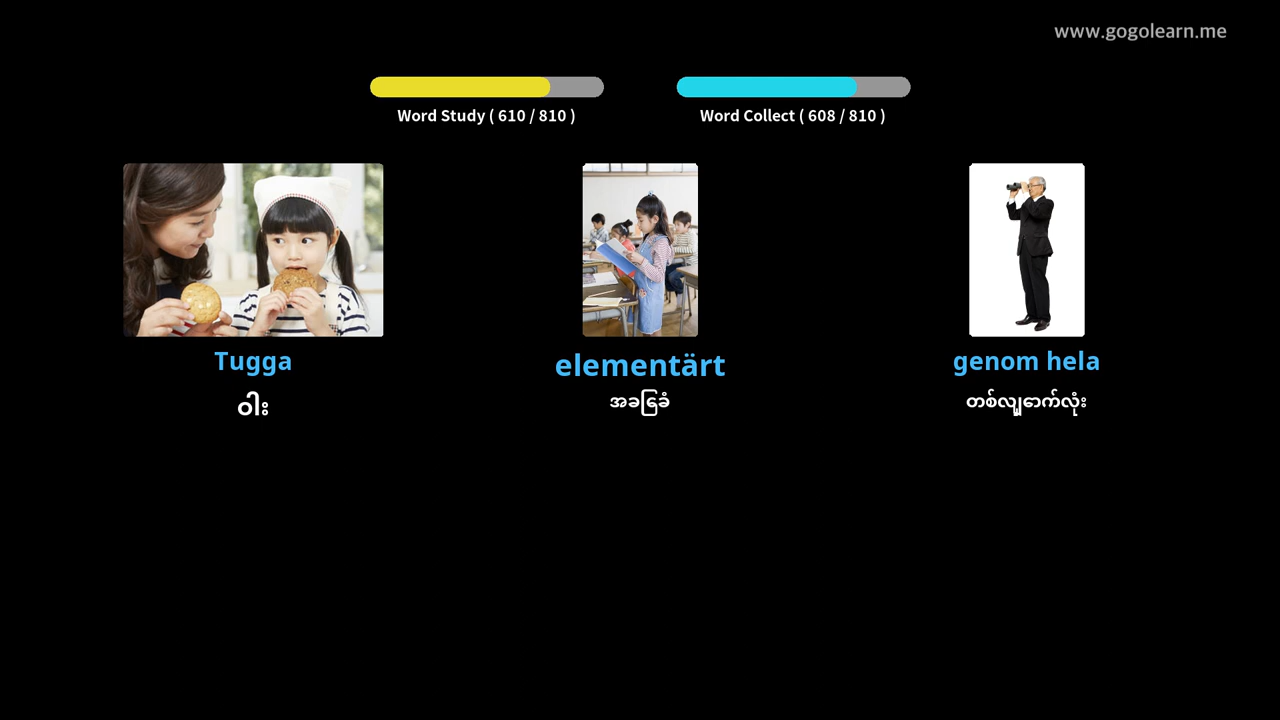 www.gogolearn.me
Word Study ( 610 / 810 )
Word Collect ( 608 / 810 )
Tugga
elementärt
genom hela
ဝါး
အခြေခံ
တစ်လျှောက်လုံး